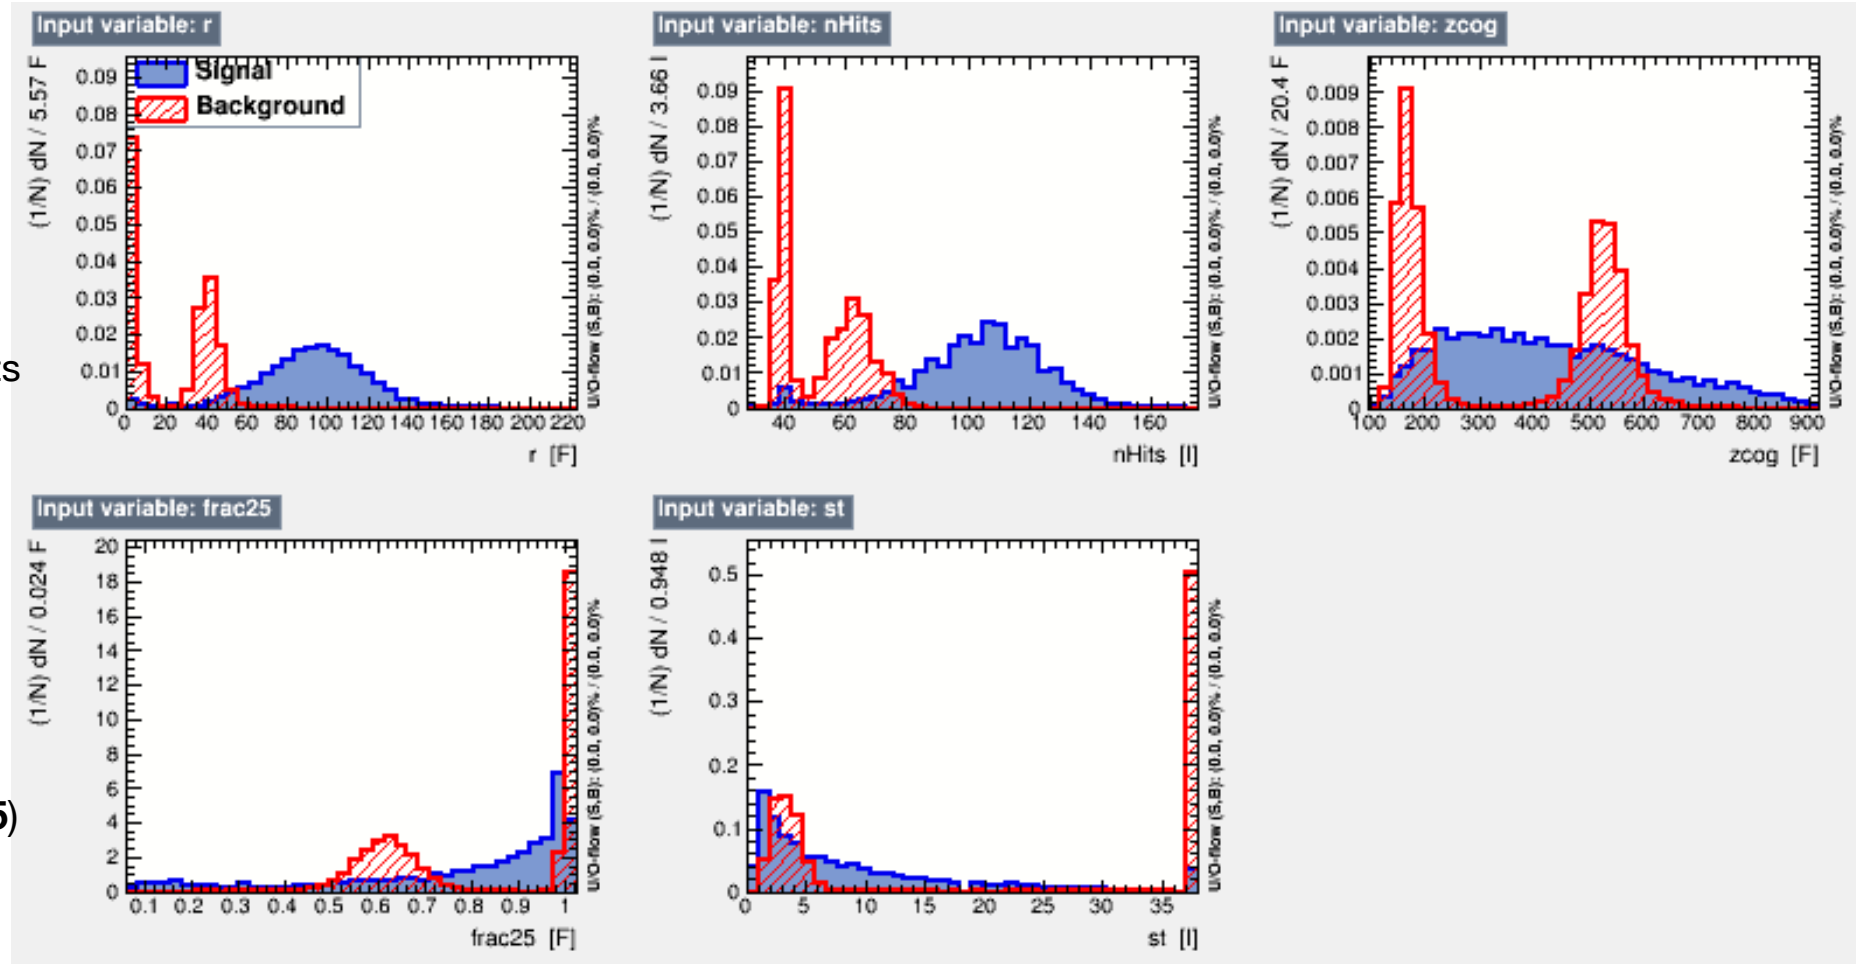 Input variable: r
(1/N) dN / 5.57 F
0.09
0.08
0.07
0.06
0.05
0.04
0.03
0.02
0.01
0
Signal
Background
0 20 40 60 80 100 120 140 160 180 200 220
r [F]
U/O-flow (S,B): (0.0, 0.0)% / (0.0, 0.0)%
Input variable: nHits
(1/N) dN / 3.66 I
0.09
0.08
0.07
0.06
0.05
0.04
0.03
0.02
0.01
0
40 60 80 100 120 140 160
nHits [I]
U/O-flow (S,B): (0.0, 0.0)% / (0.0, 0.0)%
Input variable: zcog
(1/N) dN / 20.4 F
0.009
0.008
0.007
0.006
0.005
0.004
0.003
0.002
0.001
0
100 200 300 400 500 600 700 800 900
zcog [F]
U/O-flow (S,B): (0.0, 0.0)% / (0.0, 0.0)%
ts
Input variable: frac25
(1/N) dN / 0.024 F
20
18
16
14
12
10
8
6
4
2
0
0.1 0.2 0.3 0.4 0.5 0.6 0.7 0.8 0.9 1
frac25 [F]
U/O-flow (S,B): (0.0, 0.0)% / (0.0, 0.0)%
Input variable: st
(1/N) dN / 0.948 I
0.5
0.4
0.3
0.2
0.1
0
0 5 10 15 20 25 30 35
st [I]
U/O-flow (S,B): (0.0, 0.0)% / (0.0, 0.0)%
5)